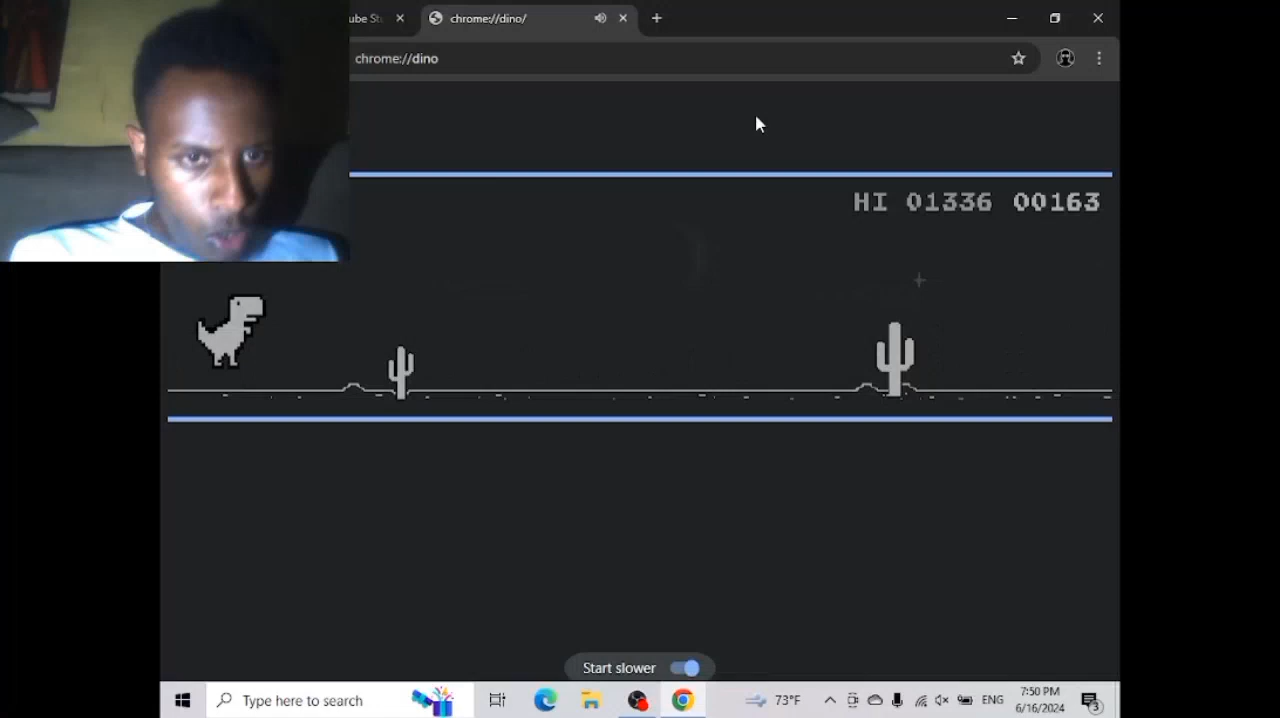 ube Stu
chrome://dino/
chrome://dino
HI 01336 00163
Start slower
Type here to search
73°F
ENG
7:50 PM
6/16/2024
3